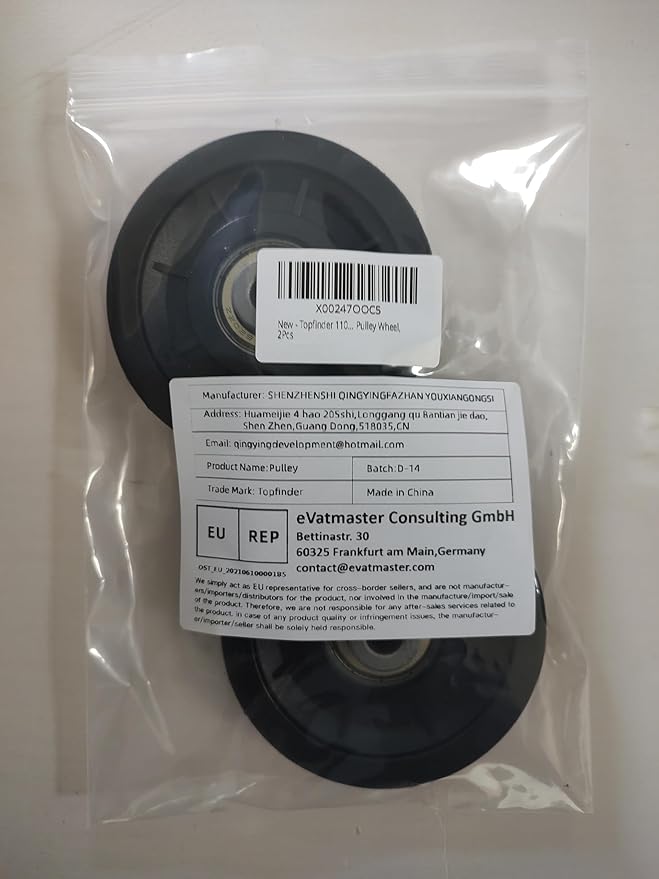 X00247OOC5
New - Topfinder 110... Pulley Wheel,
2Pcs
Manufacturer: SHENZHENSHI QINGYINGFAZHAN YOUXIANGONGSI
Address: Huameijie 4 hao 205shi,Longgang qu Bantian jie dao,
Shen Zhen,Guang Dong,518035,CN
Email: qingyingdevelopment@hotmail.com
Product Name: Pulley Batch: D-14
Trade Mark: Topfinder Made in China
EU REP
eVatmaster Consulting GmbH
Bettinastr. 30
60325 Frankfurt am Main,Germany
contact@evatmaster.com
OST_EU_202106100001BS
We simply act as EU representative for cross-border sellers, and are not manufactur-
ers/importers/distributors for the product, nor involved in the manufacture/import/sale
of the product. Therefore, we are not responsible for any after-sales services related to
the product. in case of any product quality or infringement issues, the manufactur-
er/importer/seller shall be solely held responsible.